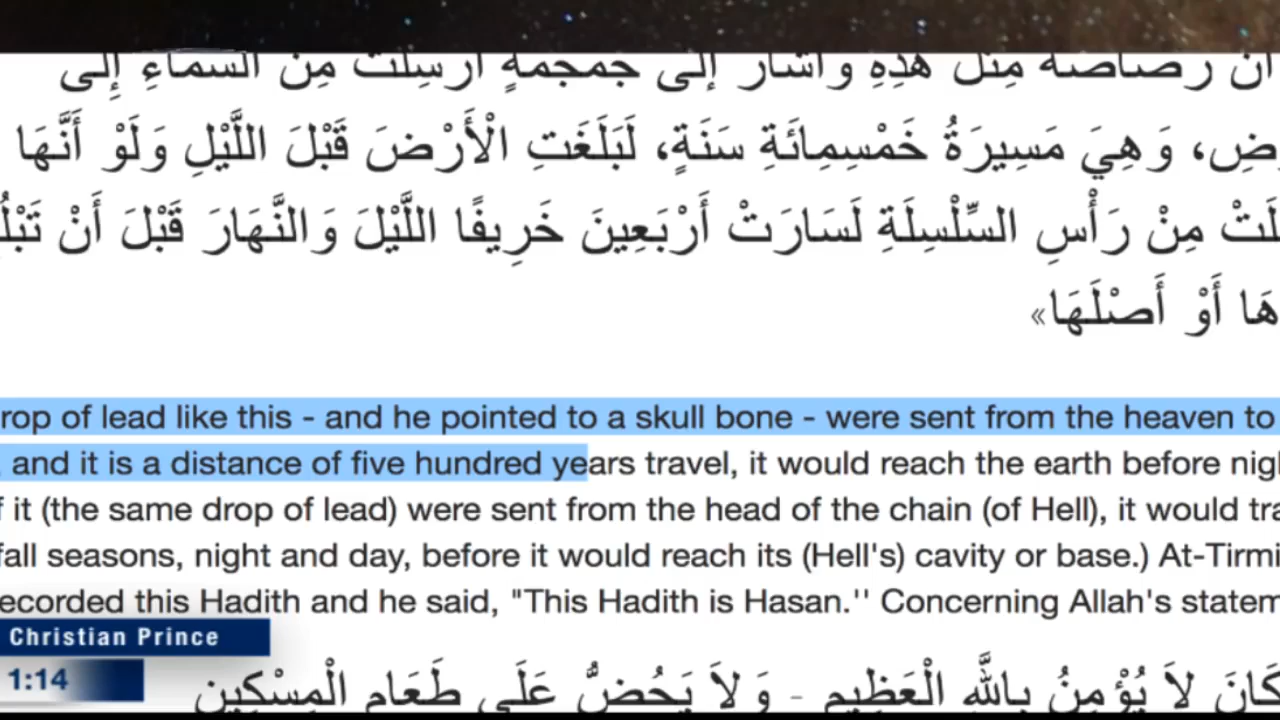 أَنَّ رَصَاصَةً مِثْلَ هَذِهِ وَأَشَارَ إِلَى جُمْجُمَةٍ أُرْسِلَتْ مِنَ السَّمَاءِ إِلَى
رْضِ، وَهِيَ مَسِيرَةُ خَمْسِمِائَةِ سَنَةٍ، لَبَلَغَتِ الْأَرْضَ قَبْلَ اللَّيْلِ وَلَوْ أَنَّهَا
لَتْ مِنْ رَأْسِ السِّلْسِلَةِ لَسَارَتْ أَرْبَعِينَ خَرِيفًا اللَّيْلَ وَالنَّهَارَ قَبْلَ أَنْ تَبْلُ
هَا أَوْ أَصْلَهَا»
rop of lead like this - and he pointed to a skull bone - were sent from the heaven to
, and it is a distance of five hundred years travel, it would reach the earth before nig
f it (the same drop of lead) were sent from the head of the chain (of Hell), it would tra
fall seasons, night and day, before it would reach its (Hell's) cavity or base.) At-Tirmi
ecorded this Hadith and he said, "This Hadith is Hasan.'' Concerning Allah's statem
Christian Prince
1:14
كَانَ لاَ يُؤْمِنُ بِاللَّهِ الْعَظِيمِ - وَلاَ يَحُضُّ عَلَى طَعَامِ الْمِسْكِينِ